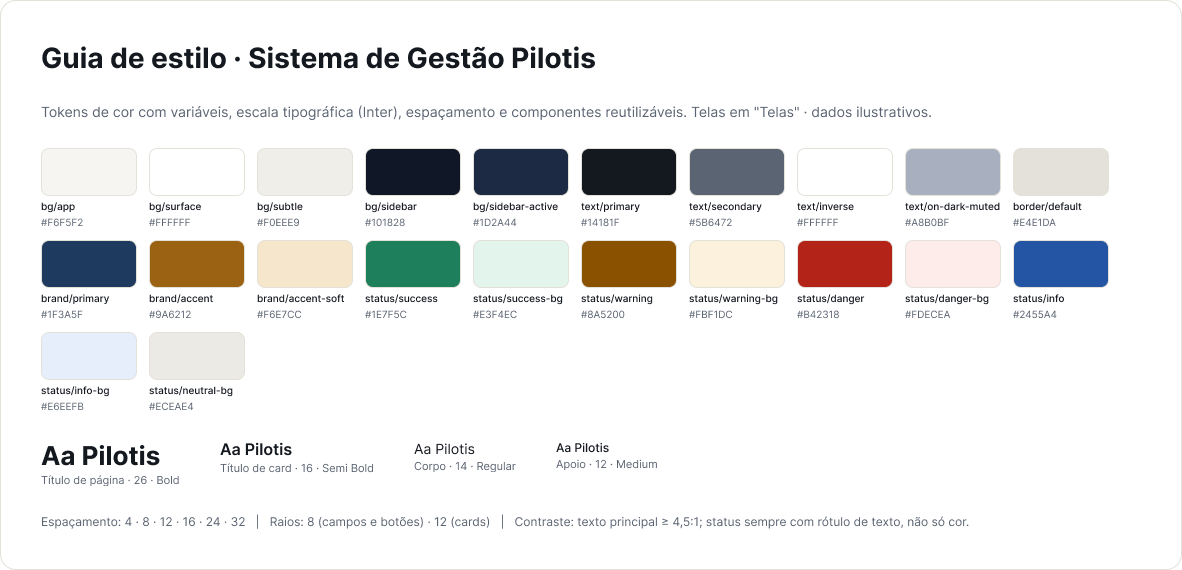 Guia de estilo · Sistema de Gestão Pilotis
Tokens de cor com variáveis, escala tipográfica (Inter), espaçamento e componentes reutilizáveis. Telas em "Telas" · dados ilustrativos.
bg/app bg/surface bg/subtle bg/sidebar bg/sidebar-active text/primary text/secondary text/inverse text/on-dark-muted border/default
#F6F5F2 #FFFFFF #F0EEE9 #101828 #1D2A44 #14181F #5B6472 #FFFFFF #A8B0BF #E4E1DA
brand/primary brand/accent brand/accent-soft status/success status/success-bg status/warning status/warning-bg status/danger status/danger-bg status/info
#1F3A5F #9A6212 #F6E7CC #1E7F5C #E3F4EC #8A5200 #FBF1DC #B42318 #FDECEA #2455A4
status/info-bg status/neutral-bg
#E6EEFB #ECEAE4
Aa Pilotis Aa Pilotis Aa Pilotis Aa Pilotis
Título de página · 26 · Bold Título de card · 16 · Semi Bold Corpo · 14 · Regular Apoio · 12 · Medium
Espaçamento: 4 · 8 · 12 · 16 · 24 · 32 | Raios: 8 (campos e botões) · 12 (cards) | Contraste: texto principal ≥ 4,5:1; status sempre com rótulo de texto, não só cor.